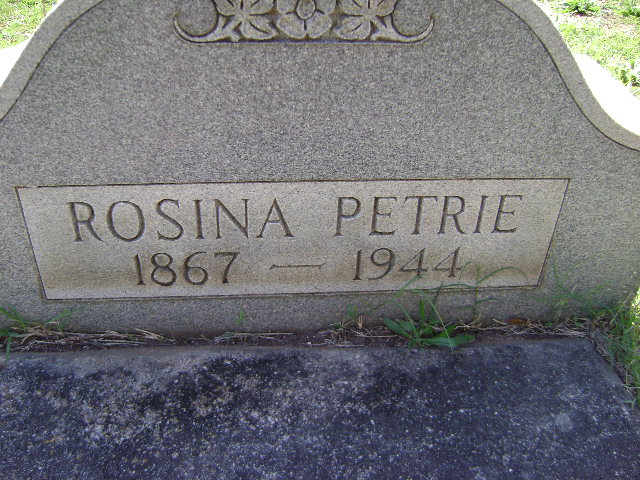 ROSINA PETRIE
1867 — 1944